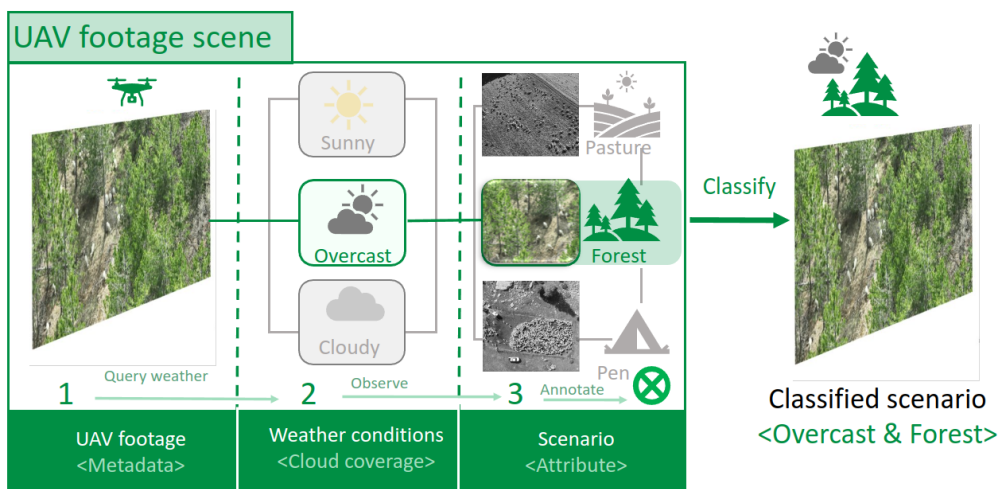 UAV footage scene
Sunny
Overcast
Cloudy
Pasture
Forest
Pen
Classify
1
Query weather
2
Observe
3
Annotate
UAV footage
<Metadata>
Weather conditions
<Cloud coverage>
Scenario
<Attribute>
Classified scenario
<Overcast & Forest>